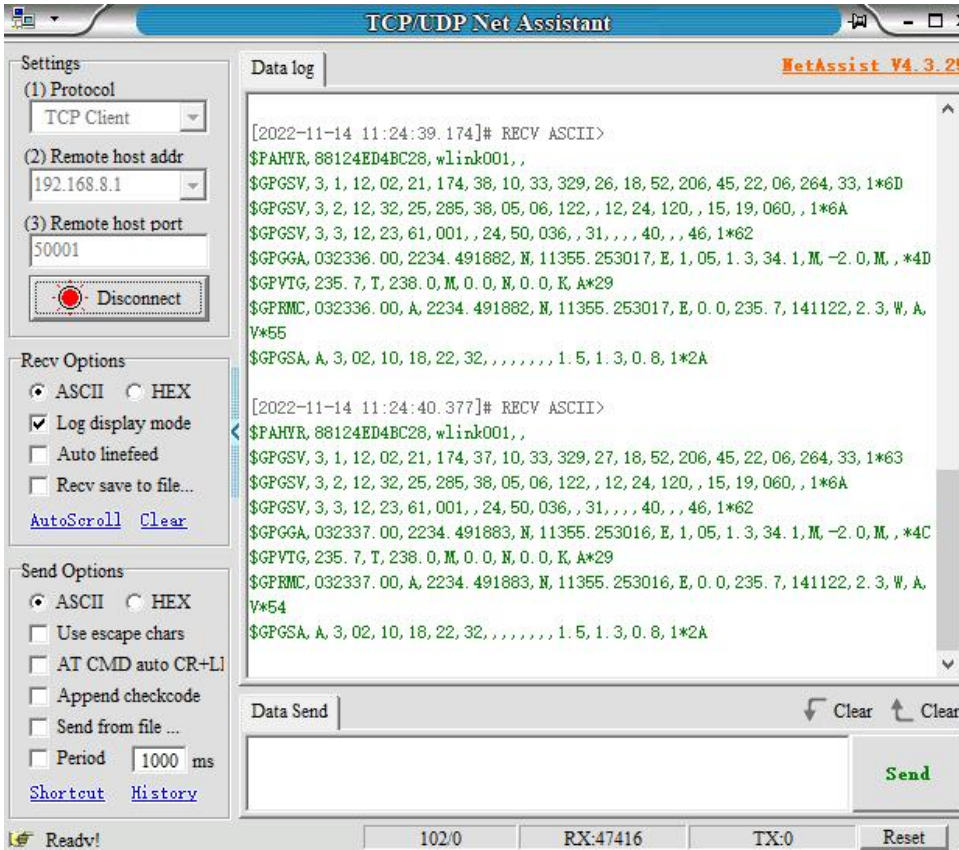 TCP/UDP Net Assistant
Settings
(1) Protocol
TCP Client
(2) Remote host addr
192.168.8.1
(3) Remote host port
50001
Disconnect
Recv Options
ASCII HEX
Log display mode
Auto linefeed
Recv save to file...
AutoScroll Clear
Send Options
ASCII HEX
Use escape chars
AT CMD auto CR+LI
Append checkcode
Send from file ...
Period 1000 ms
Shortcut History
Data log
NetAssist V4.3.29
[2022-11-14 11:24:39.174]# RECV ASCII>
$PAHYR,88124ED4BC28,wlink001,,
$GPGSV,3,1,12,02,21,174,38,10,33,329,26,18,52,206,45,22,06,264,33,1*6D
$GPGSV,3,2,12,32,25,285,38,05,06,122,,12,24,120,,15,19,060,,1*6A
$GPGSV,3,3,12,23,61,001,,24,50,036,,31,,,,40,,,46,1*62
$GPGGA,032336.00,2234.491882,N,11355.253017,E,1,05,1.3,34.1,M,-2.0,M,,*4D
$GPVTG,235.7,T,238.0,M,0.0,N,0.0,K,A*29
$GPRMC,032336.00,A,2234.491882,N,11355.253017,E,0.0,235.7,141122,2.3,W,A,
V*55
$GPGSA,A,3,02,10,18,22,32,,,,,,,,1.5,1.3,0.8,1*2A
[2022-11-14 11:24:40.377]# RECV ASCII>
$PAHYR,88124ED4BC28,wlink001,,
$GPGSV,3,1,12,02,21,174,37,10,33,329,27,18,52,206,45,22,06,264,33,1*63
$GPGSV,3,2,12,32,25,285,38,05,06,122,,12,24,120,,15,19,060,,1*6A
$GPGSV,3,3,12,23,61,001,,24,50,036,,31,,,,40,,,46,1*62
$GPGGA,032337.00,2234.491883,N,11355.253016,E,1,05,1.3,34.1,M,-2.0,M,,*4C
$GPVTG,235.7,T,238.0,M,0.0,N,0.0,K,A*29
$GPRMC,032337.00,A,2234.491883,N,11355.253016,E,0.0,235.7,141122,2.3,W,A,
V*54
$GPGSA,A,3,02,10,18,22,32,,,,,,,,1.5,1.3,0.8,1*2A
Data Send
Clear Clear
Send
Ready!
102/0
RX:47416
TX:0
Reset